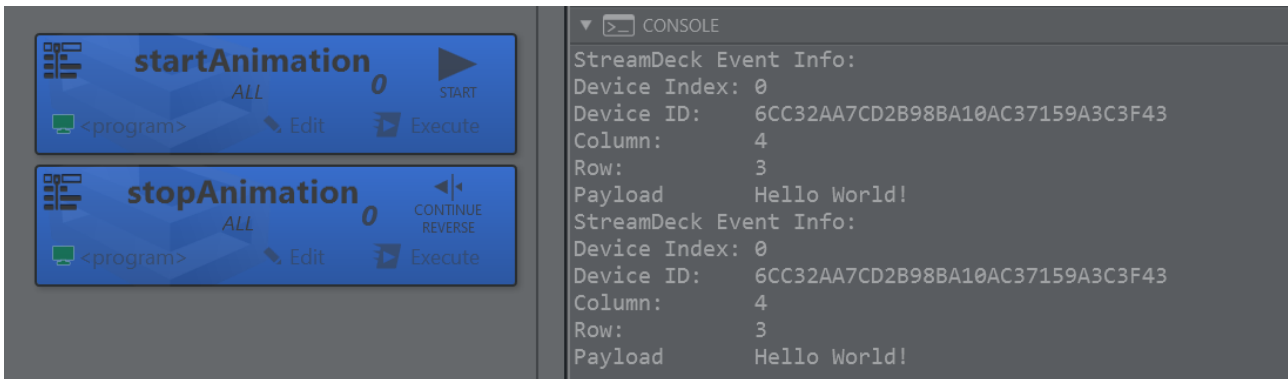 startAnimation 0
ALL
START
<program> Edit Execute
stopAnimation 0
ALL
CONTINUE
REVERSE
<program> Edit Execute
CONSOLE
StreamDeck Event Info:
Device Index: 0
Device ID: 6CC32AA7CD2B98BA10AC37159A3C3F43
Column: 4
Row: 3
Payload Hello World!
StreamDeck Event Info:
Device Index: 0
Device ID: 6CC32AA7CD2B98BA10AC37159A3C3F43
Column: 4
Row: 3
Payload Hello World!